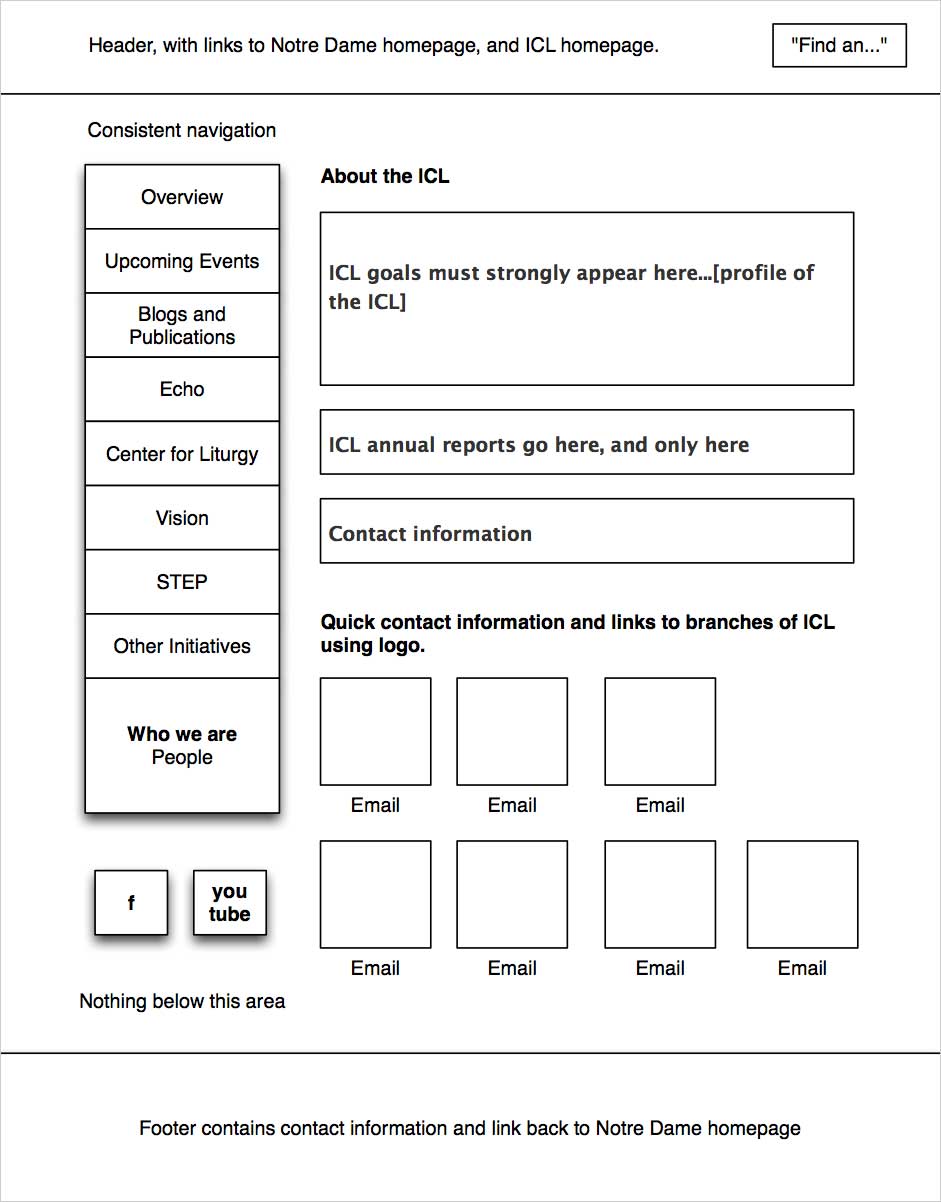 Header, with links to Notre Dame homepage, and ICL homepage.
"Find an..."
Consistent navigation
Overview
Upcoming Events
Blogs and
Publications
Echo
Center for Liturgy
Vision
STEP
Other Initiatives
Who we are
People
f
you
tube
Nothing below this area
About the ICL
ICL goals must strongly appear here...[profile of
the ICL]
ICL annual reports go here, and only here
Contact information
Quick contact information and links to branches of ICL
using logo.
Email
Email
Email
Email
Email
Email
Email
Footer contains contact information and link back to Notre Dame homepage